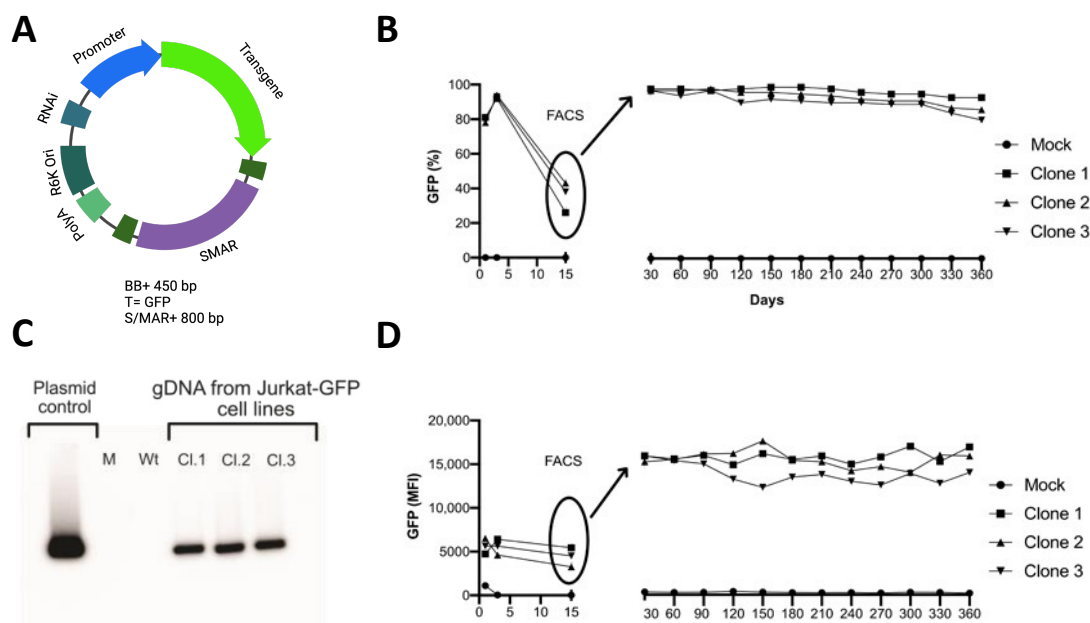 A
Promoter
Transgene
RNAi
R6K Ori
PolyA
SMAR
BB+ 450 bp
T= GFP
S/MAR+ 800 bp
B
GFP (%)
100
80
60
40
20
0
0 5 10 15
FACS
30 60 90 120 150 180 210 240 270 300 330 360
Days
Mock
Clone 1
Clone 2
Clone 3
C
Plasmid
control
gDNA from Jurkat-GFP
cell lines
M Wt Cl.1 Cl.2 Cl.3
D
GFP (MFI)
20,000
15,000
10,000
5000
0
0 5 10 15
FACS
30 60 90 120 150 180 210 240 270 300 330 360
Mock
Clone 1
Clone 2
Clone 3